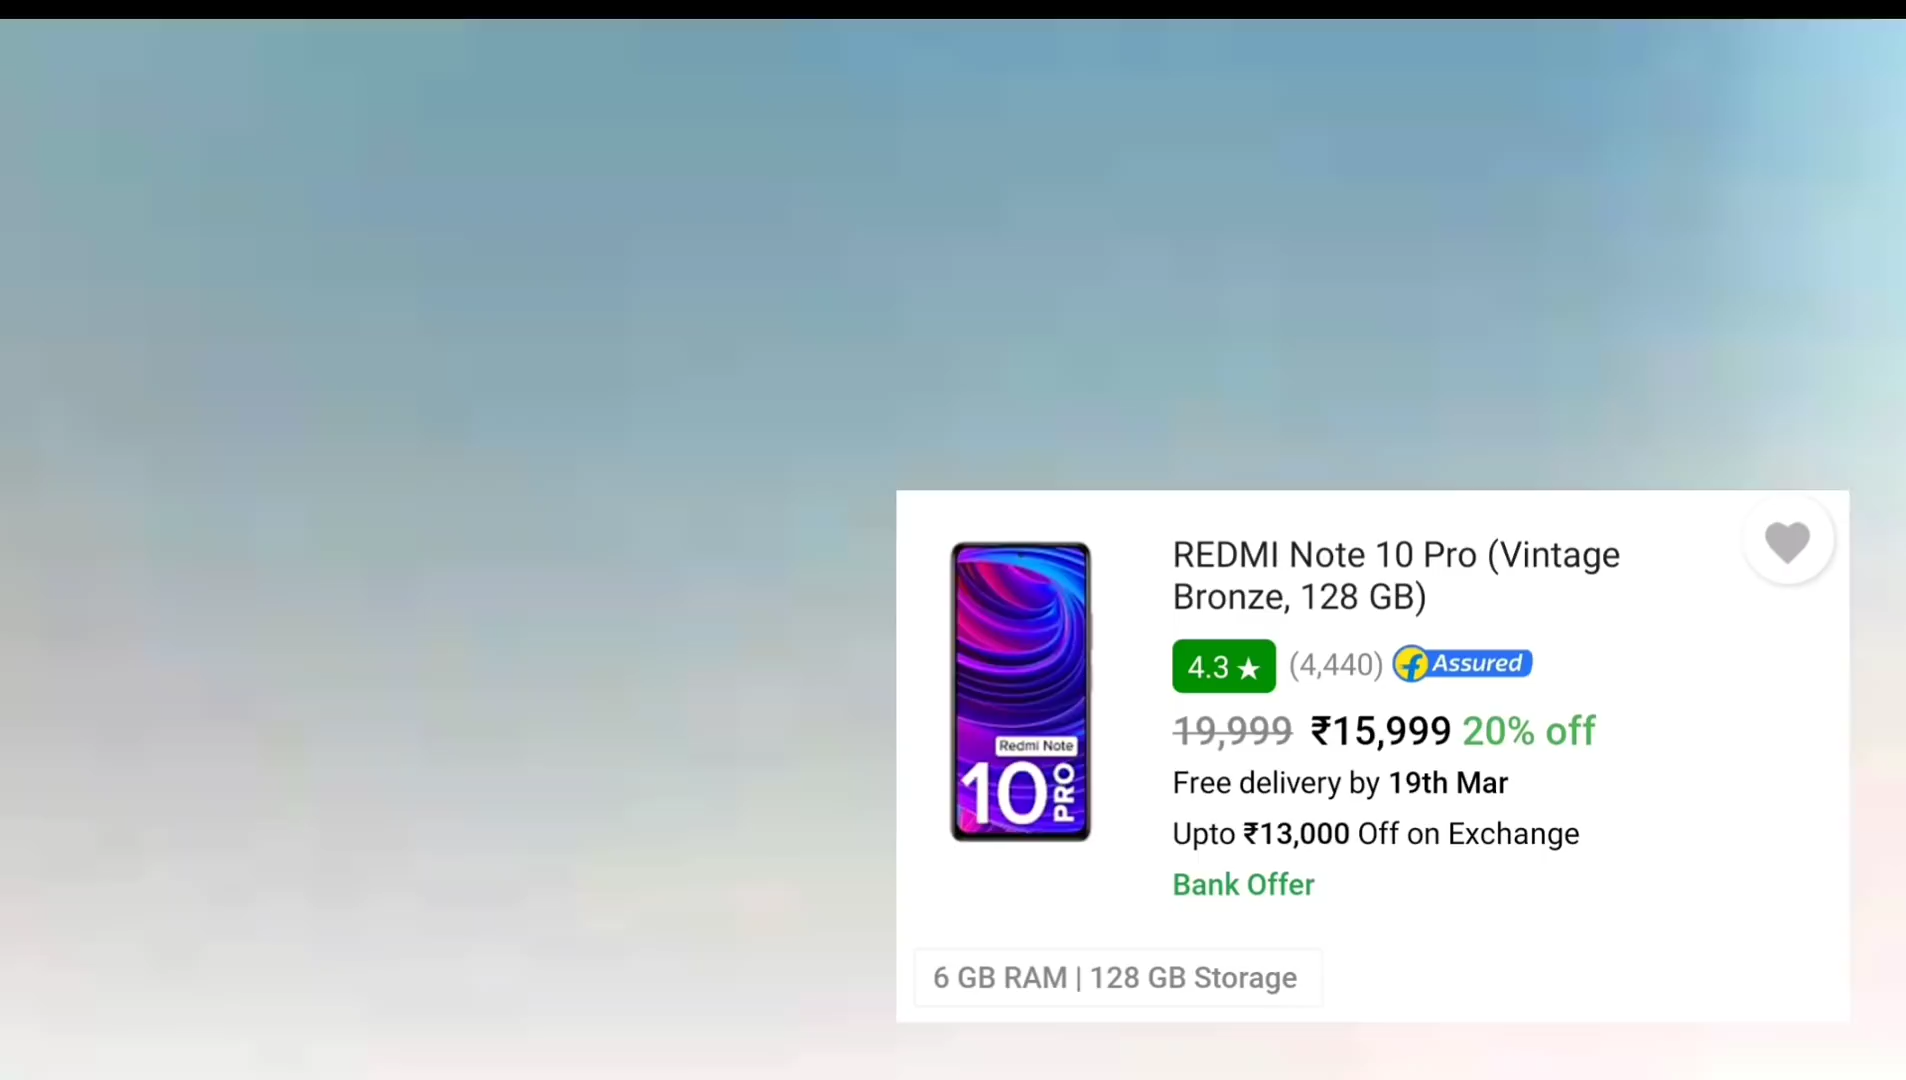 REDMI Note 10 Pro (Vintage
Bronze, 128 GB)
4.3★ (4,440) f Assured
19,999 ₹15,999 20% off
Free delivery by 19th Mar
Upto ₹13,000 Off on Exchange
Bank Offer
Redmi Note
10 PRO
6 GB RAM | 128 GB Storage